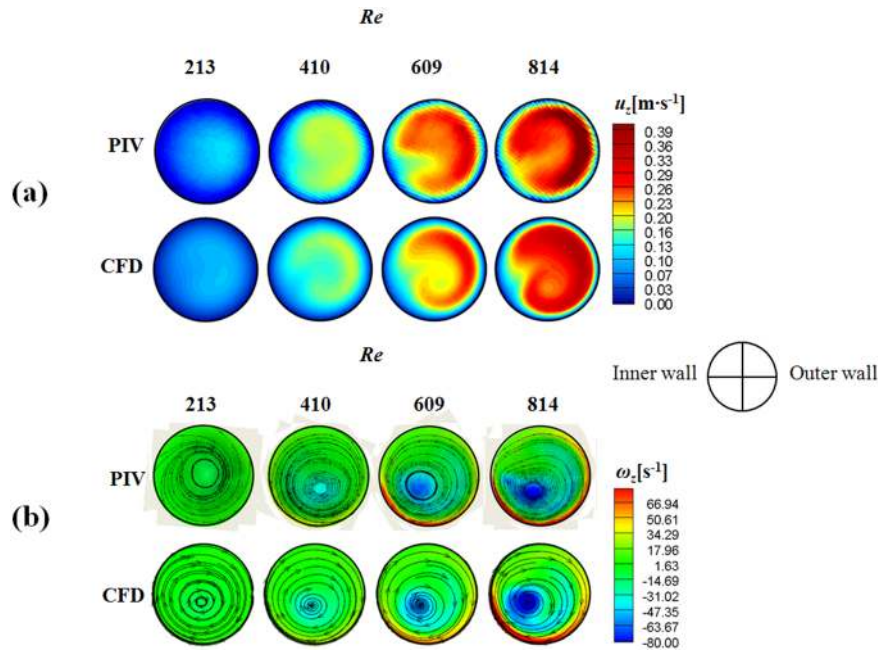 Re
213 410 609 814
u_z[m·s⁻¹]
PIV
0.39
0.36
0.33
0.29
0.26
0.23
0.20
0.16
0.13
0.10
0.07
0.03
0.00
(a)
CFD
Re
Inner wall Outer wall
213 410 609 814
ω_z[s⁻¹]
PIV
66.94
50.61
34.29
17.96
-14.69
-31.02
-47.35
-63.67
-80.00
(b)
CFD